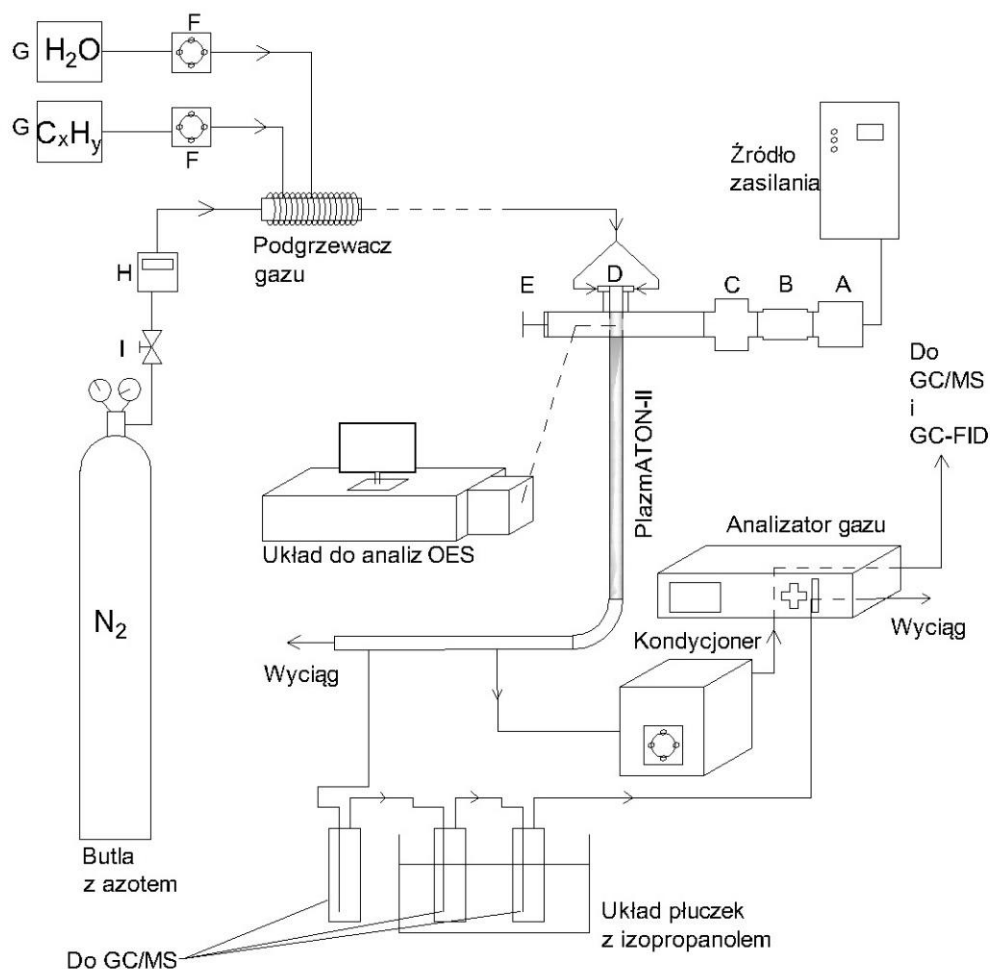 F
G
H₂O
G
CₓHᵧ
F
Źródło
zasilania
Podgrzewacz
gazu
H
D
E
C
B
A
I
Do
GC/MS
i
GC-FID
PlazmATON-II
Analizator gazu
Układ do analiz OES
N₂
Wyciąg
Kondycjoner
Wyciąg
Butla
z azotem
Układ płuczek
z izopropanolem
Do GC/MS